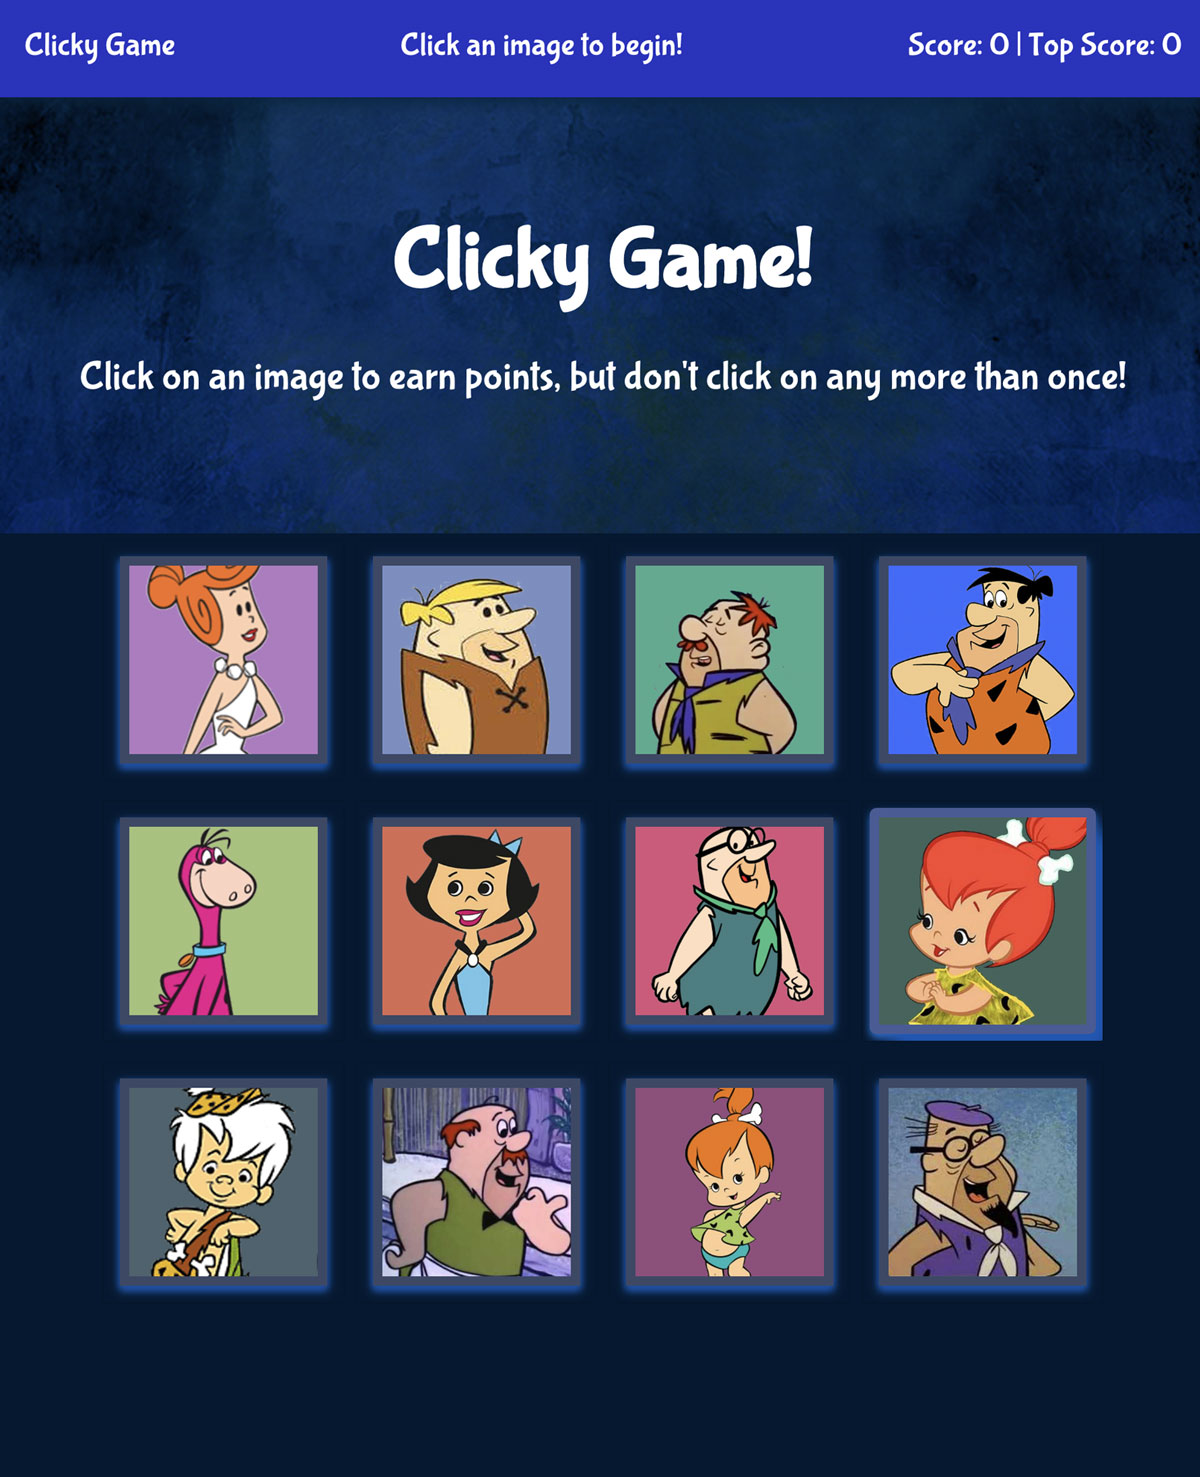 Clicky Game
Click an image to begin!
Score: 0 | Top Score: 0
Clicky Game!
Click on an image to earn points, but don't click on any more than once!